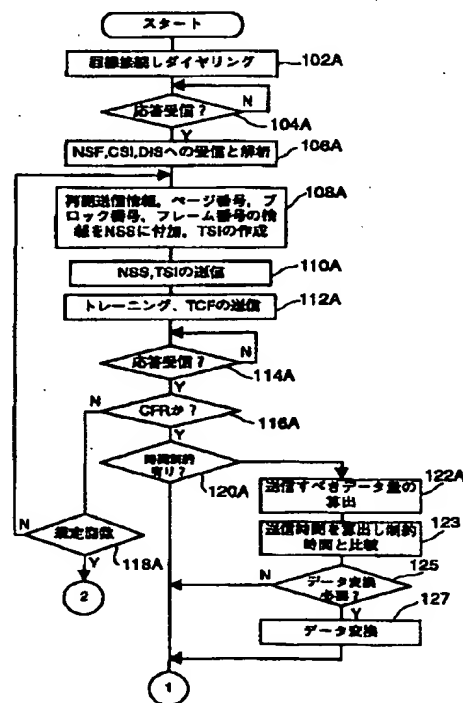 スタート
回線接続しダイヤリング
102A
応答受信？
N
Y
104A
NSF,CSI,DISへの受信と解析
106A
再開送信情報。ページ番号，ブ
ロック番号、フレーム番号の情
報をNSSに付加。TSIの作成
108A
NSS,TSIの送信
110A
トレーニング、TCFの送信
112A
応答受信？
N
Y
114A
CFRか？
N
Y
116A
時間制約
有り？
120A
規定回数
N
Y
118A
2
送信すべきデータ量の
算出
122A
送信時間を算出し制約
時間と比較
123
データ変換
必要？
N
Y
125
データ変換
127
1